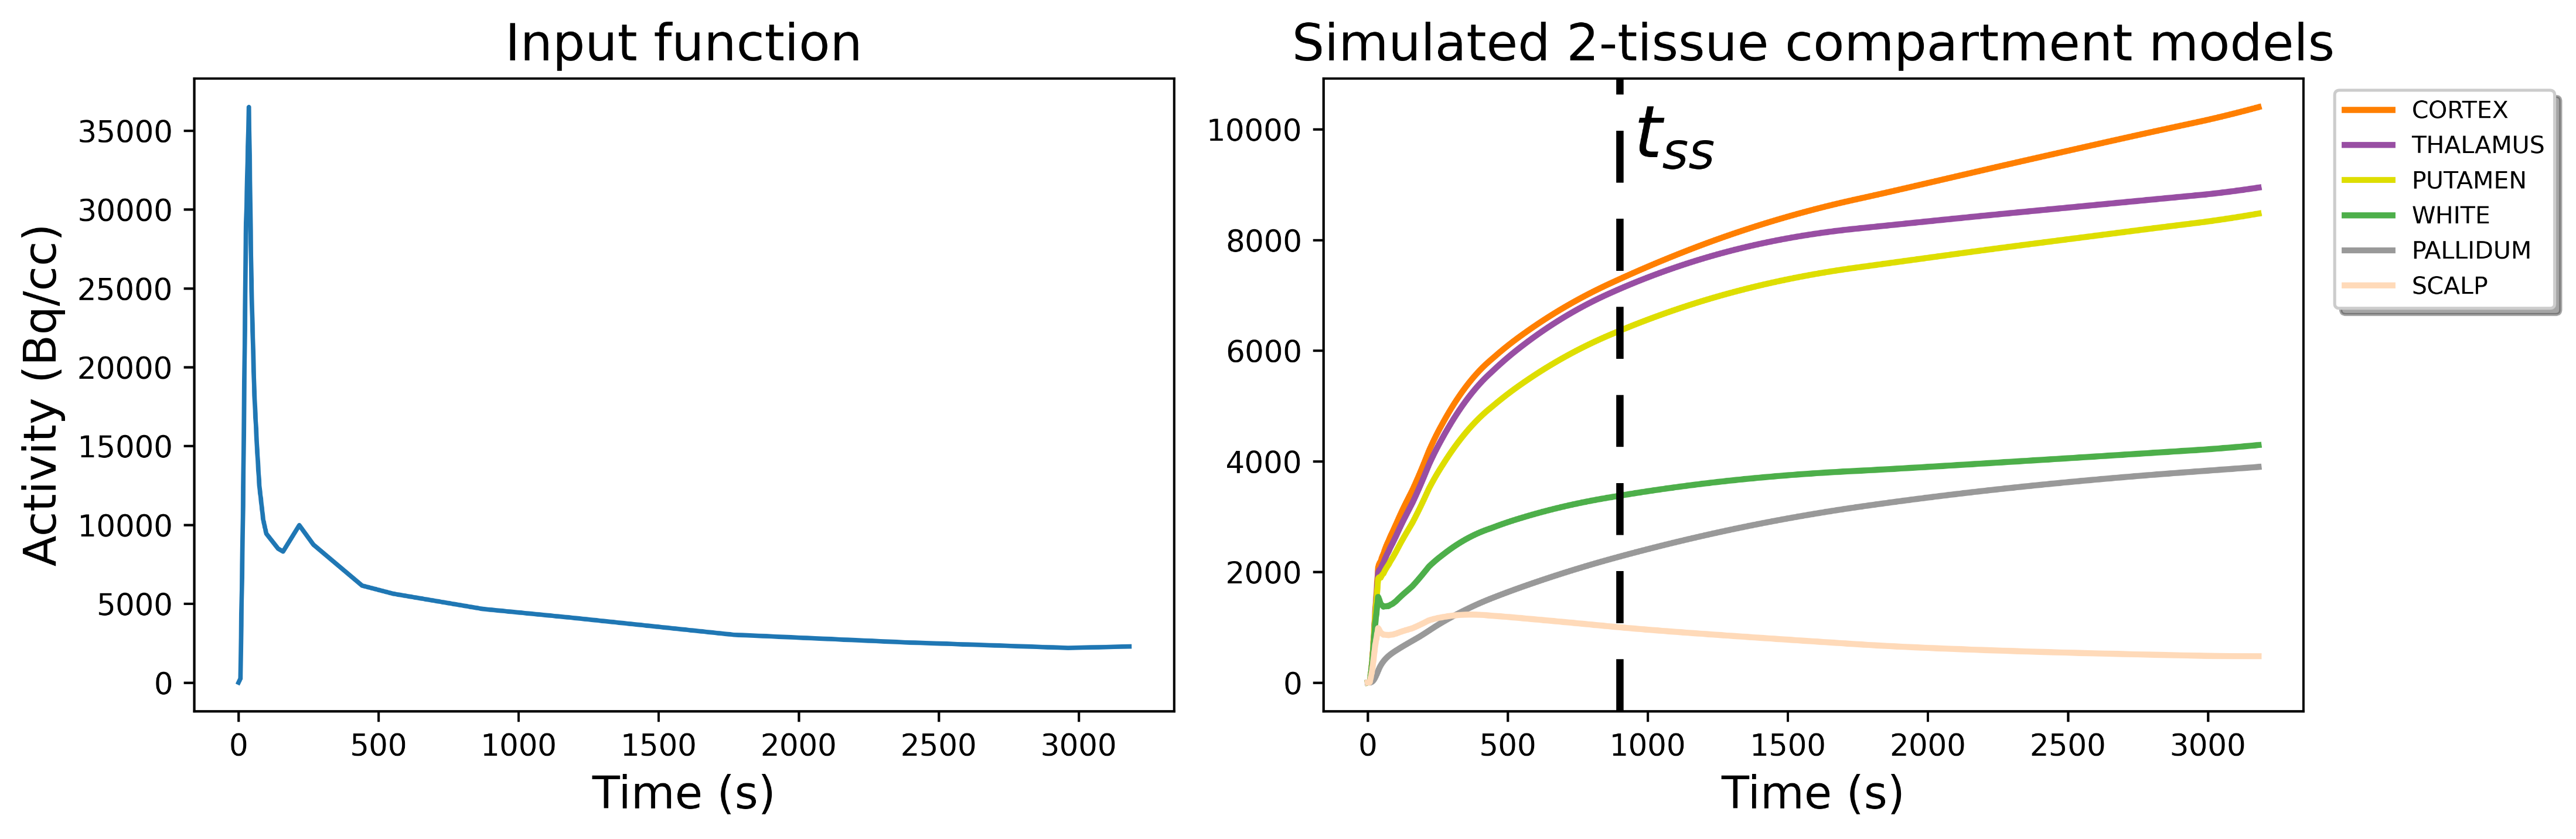 Input function
Activity (Bq/cc)
35000
30000
25000
20000
15000
10000
5000
0
0 500 1000 1500 2000 2500 3000
Time (s)
Simulated 2-tissue compartment models
10000
8000
6000
4000
2000
0
t_ss
0 500 1000 1500 2000 2500 3000
Time (s)
CORTEX
THALAMUS
PUTAMEN
WHITE
PALLIDUM
SCALP